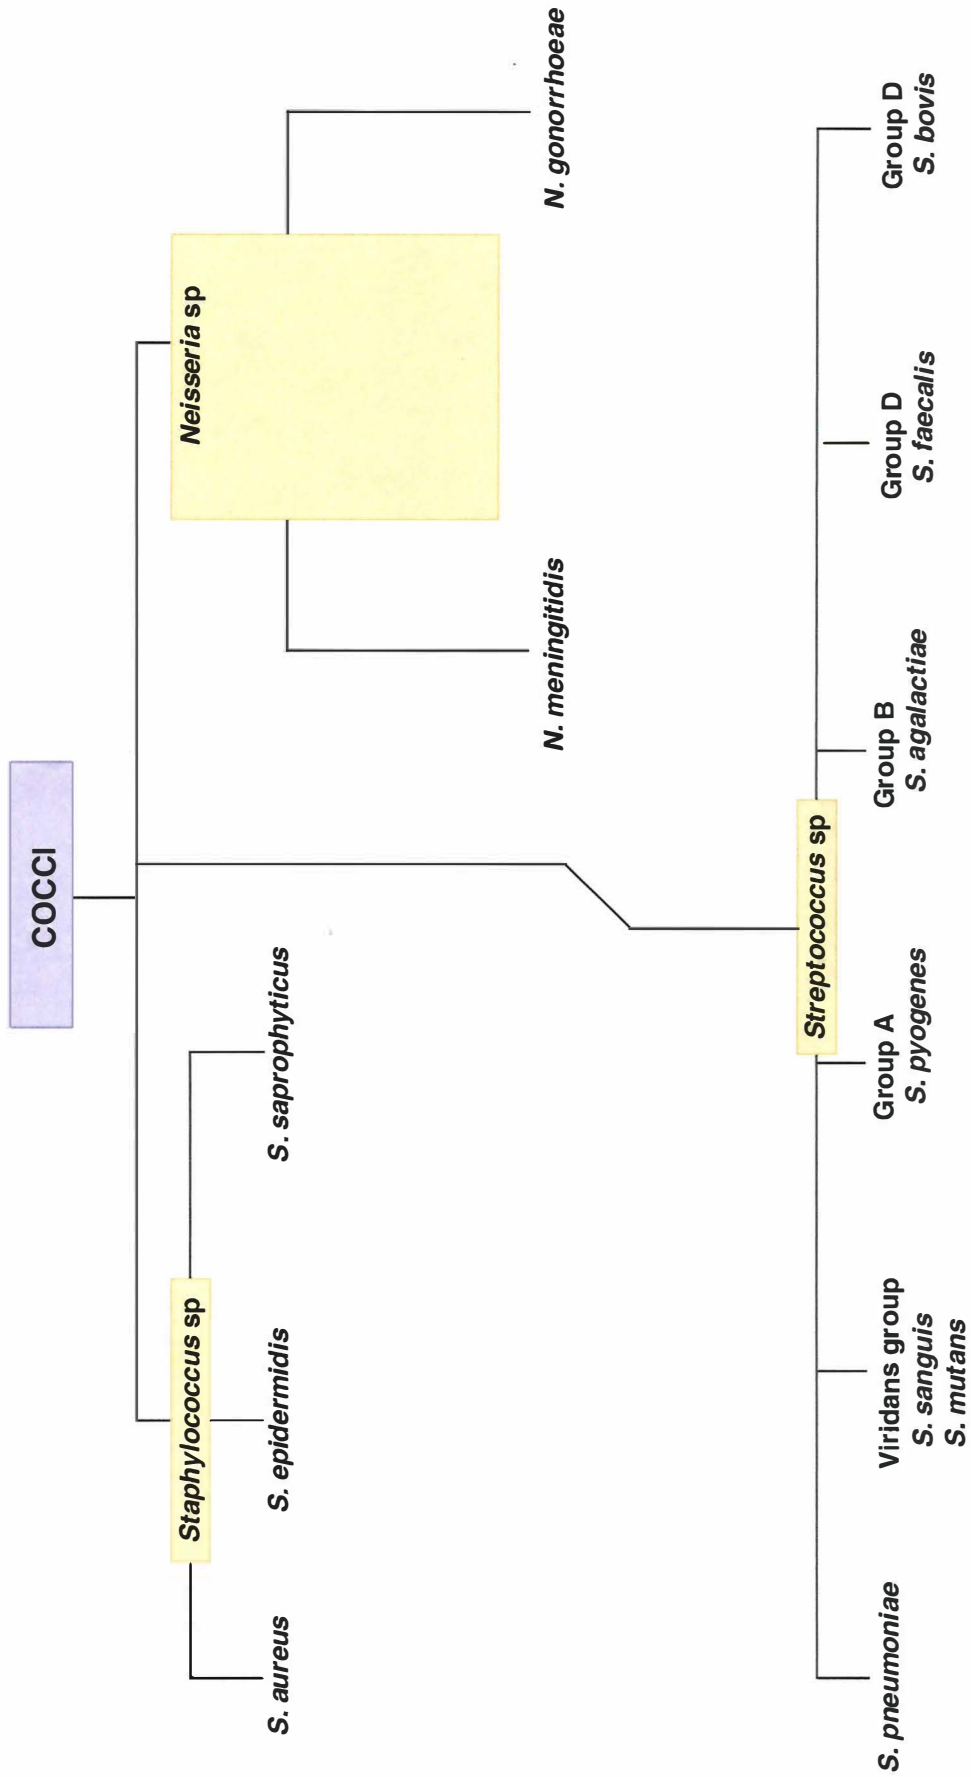 COCCI
Staphylococcus sp
S. aureus
S. epidermidis
S. saprophyticus
Neisseria sp
N. meningitidis
N. gonorrhoeae
Streptococcus sp
S. pneumoniae
Viridans group
S. sanguis
S. mutans
Group A
S. pyogenes
Group B
S. agalactiae
Group D
S. faecalis
Group D
S. bovis